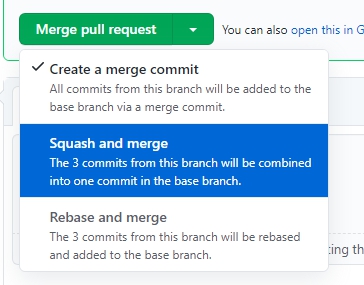 Merge pull request
You can also open this in G
Create a merge commit
All commits from this branch will be added to the
base branch via a merge commit.
Squash and merge
The 3 commits from this branch will be combined
into one commit in the base branch.
Rebase and merge
The 3 commits from this branch will be rebased
and added to the base branch.
ting the